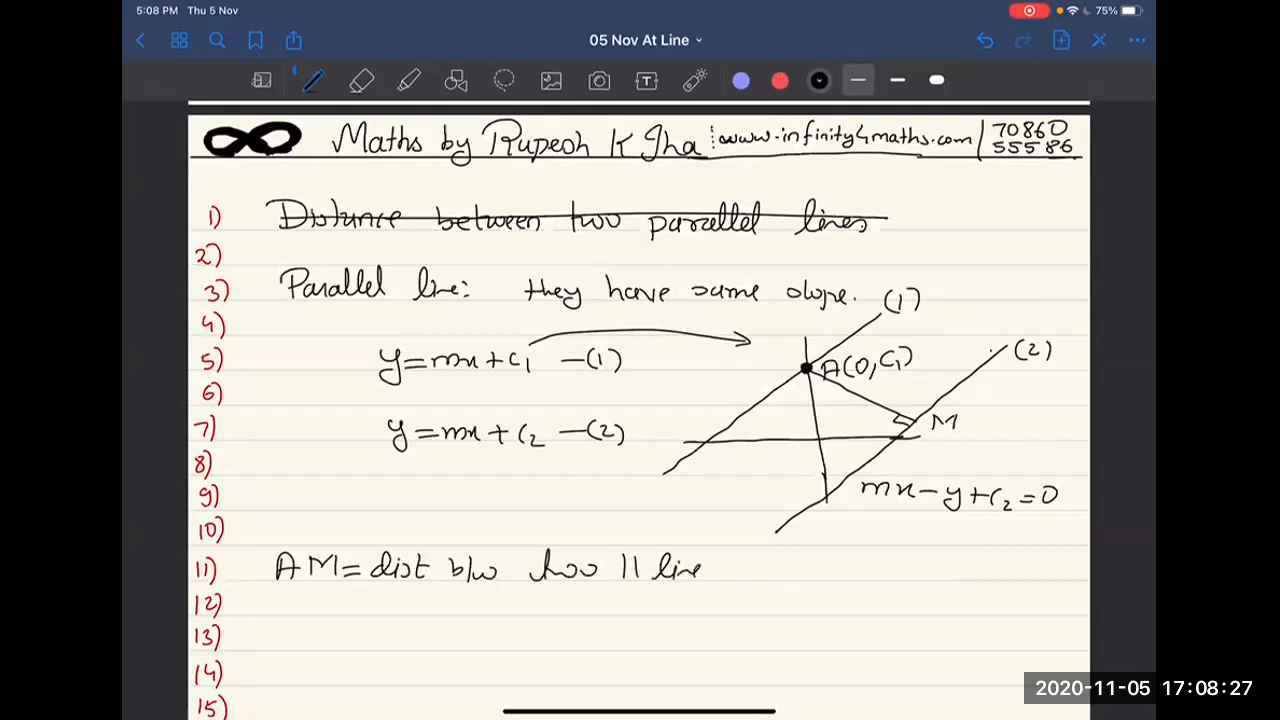 5:08 PM Thu 5 Nov
75%
05 Nov At Line
Maths by Rupesh K Jha www.infinity4maths.com / 70860 55586
1) Distance between two parallel lines
2)
3) Parallel line: they have same slope.
4)
5) y=mx+c₁ —(1)
6)
7) y=mx+c₂ —(2)
8)
9)
10)
(1)
(2)
A(0,C₁)
M
mx-y+c₂=0
11) AM= dist b/w two || line
12)
13)
14)
15)
2020-11-05 17:08:27